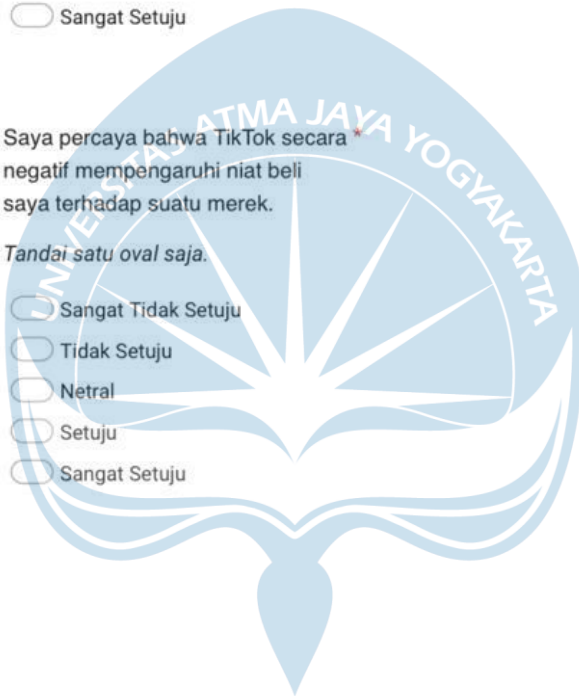 Sangat Setuju
Saya percaya bahwa TikTok secara *
negatif mempengaruhi niat beli
saya terhadap suatu merek.
Tandai satu oval saja.
Sangat Tidak Setuju
Tidak Setuju
Netral
Setuju
Sangat Setuju
UNIVERSITAS ATMA JAYA YOGYAKARTA